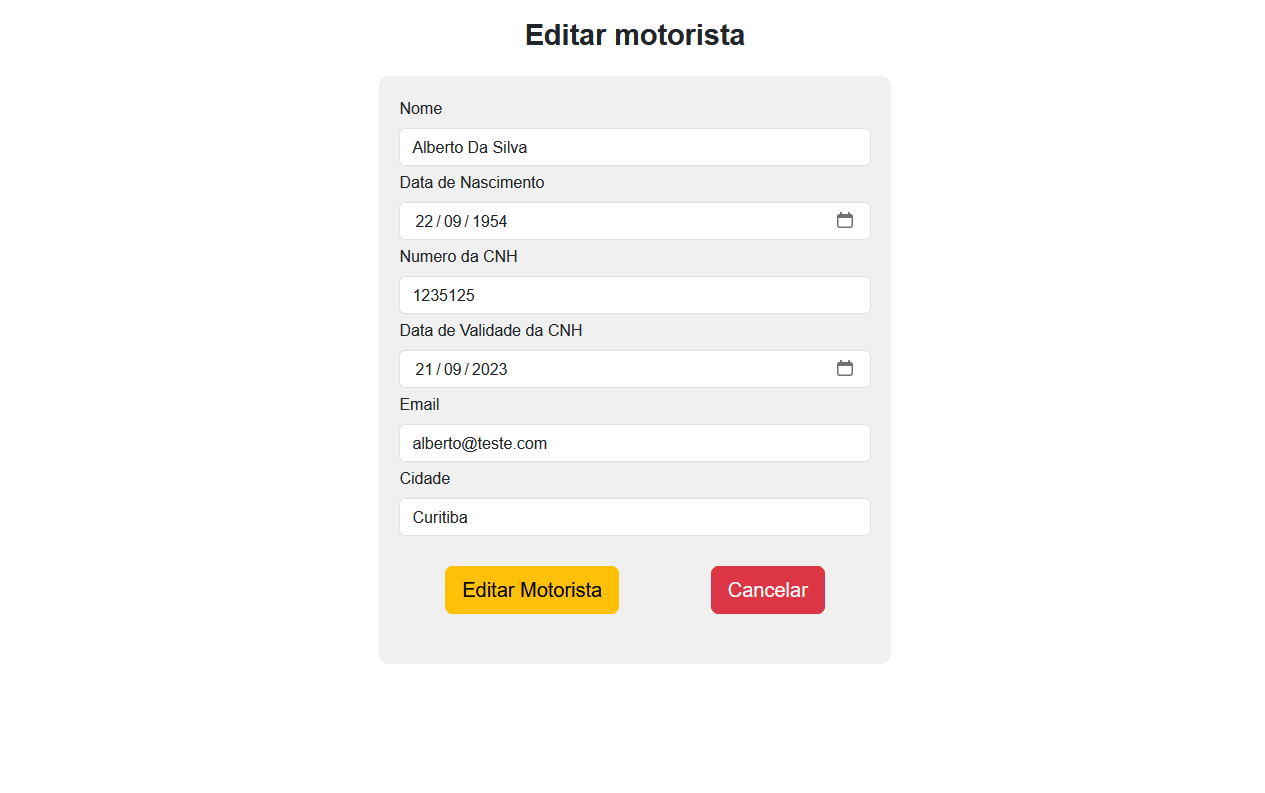 Editar motorista
Nome
Alberto Da Silva
Data de Nascimento
22/09/1954
Numero da CNH
1235125
Data de Validade da CNH
21/09/2023
Email
alberto@teste.com
Cidade
Curitiba
Editar Motorista Cancelar